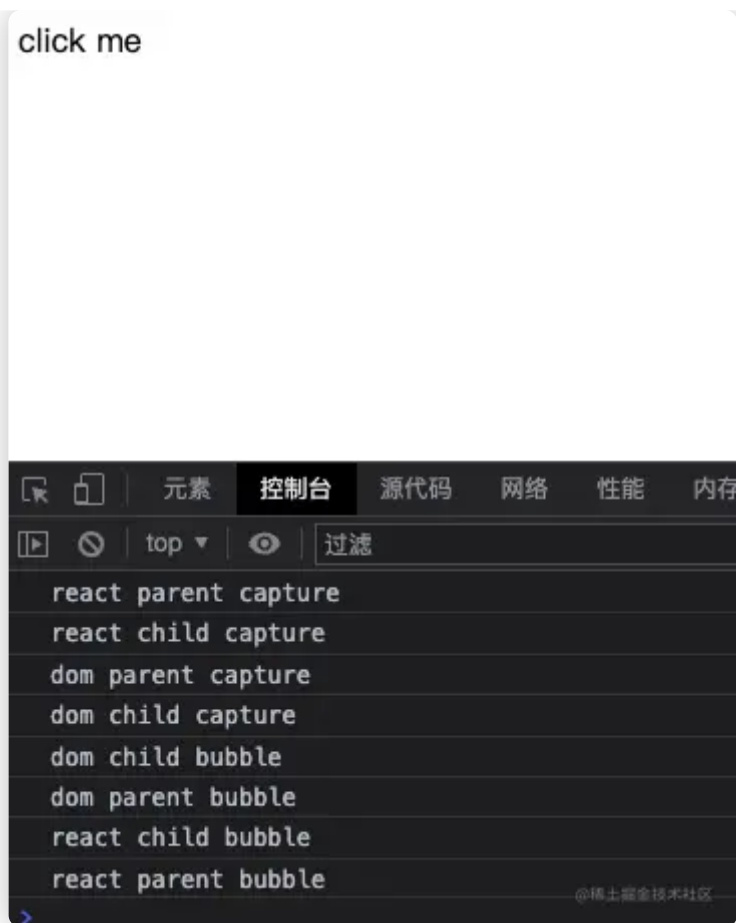 click me
元素 控制台 源代码 网络 性能 内存
top ▼ 过滤
react parent capture
react child capture
dom parent capture
dom child capture
dom child bubble
dom parent bubble
react child bubble
react parent bubble
@稀土掘金技术社区
>